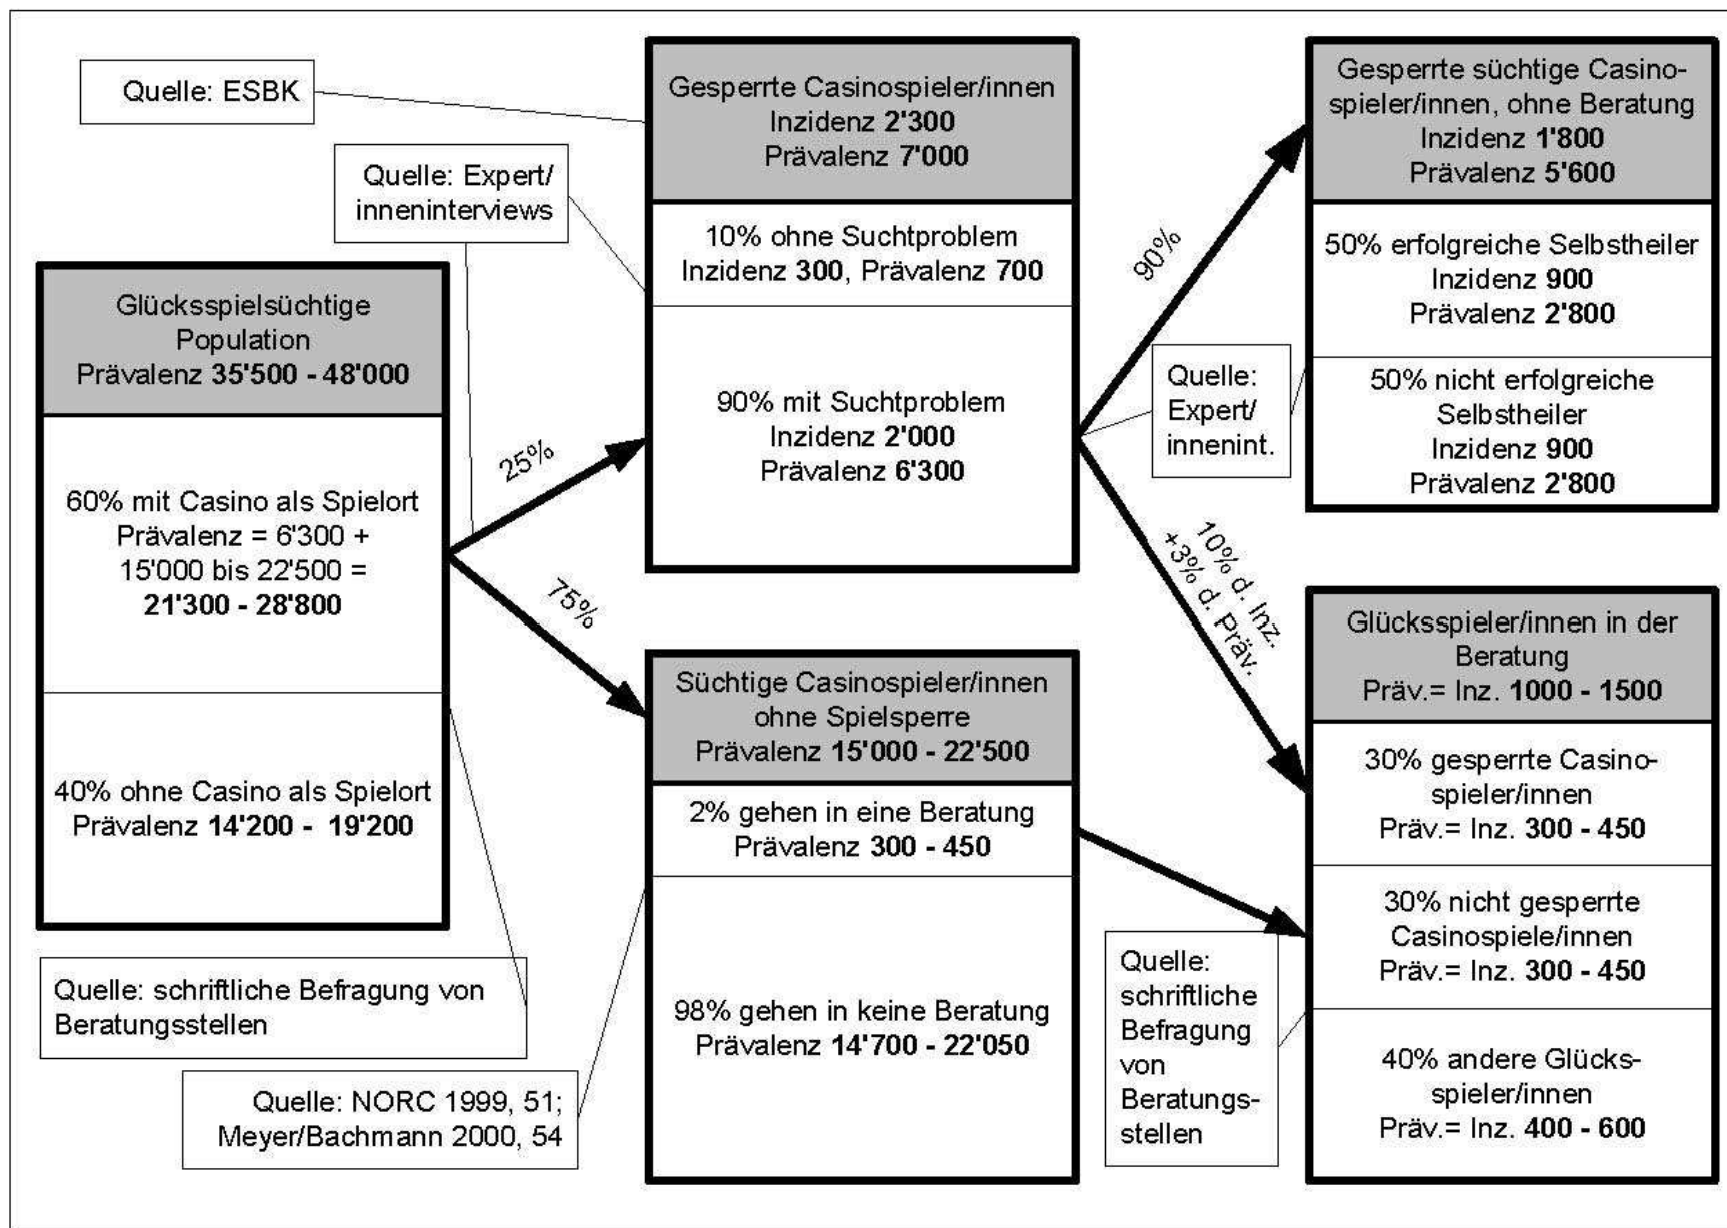 Quelle: ESBK
Quelle: Expert/
inneninterviews
Glücksspielsüchtige
Population
Prävalenz 35'500 - 48'000
60% mit Casino als Spielort
Prävalenz = 6'300 +
15'000 bis 22'500 =
21'300 - 28'800
40% ohne Casino als Spielort
Prävalenz 14'200 - 19'200
Quelle: schriftliche Befragung von
Beratungsstellen
Quelle: NORC 1999, 51;
Meyer/Bachmann 2000, 54
25%
75%
Gesperrte Casinospieler/innen
Inzidenz 2'300
Prävalenz 7'000
10% ohne Suchtproblem
Inzidenz 300, Prävalenz 700
90% mit Suchtproblem
Inzidenz 2'000
Prävalenz 6'300
Süchtige Casinospieler/innen
ohne Spielsperre
Prävalenz 15'000 - 22'500
2% gehen in eine Beratung
Prävalenz 300 - 450
98% gehen in keine Beratung
Prävalenz 14'700 - 22'050
90%
Quelle:
Expert/
innenint.
10% d. Inz.
+3% d. Präv.
Quelle:
schriftliche
Befragung
von
Beratungs-
stellen
Gesperrte süchtige Casino-
spieler/innen, ohne Beratung
Inzidenz 1'800
Prävalenz 5'600
50% erfolgreiche Selbstheiler
Inzidenz 900
Prävalenz 2'800
50% nicht erfolgreiche
Selbstheiler
Inzidenz 900
Prävalenz 2'800
Glücksspieler/innen in der
Beratung
Präv.= Inz. 1000 - 1500
30% gesperrte Casino-
spieler/innen
Präv.= Inz. 300 - 450
30% nicht gesperrte
Casinospiele/innen
Präv.= Inz. 300 - 450
40% andere Glücks-
spieler/innen
Präv.= Inz. 400 - 600